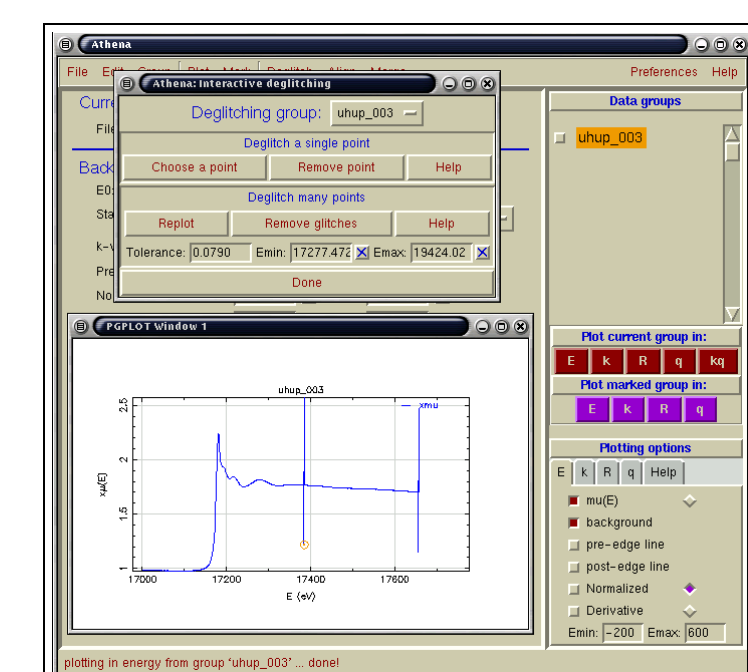 Athena
File
Preferences Help
Athena: Interactive deglitching
Deglitching group: uhup_003
Deglitch a single point
Choose a point Remove point Help
Deglitch many points
Replot Remove glitches Help
Tolerance: 0.0790 Emin: 17277.472 Emax: 19424.02
Done
File
Back
E0:
Sta
k-v
Pre
No
PGPLOT Window 1
uhup_003
xmu
2.5
2
1.5
1
xμ(E)
17000 17200 17400 17600
E (eV)
Data groups
uhup_003
Plot current group in:
E k R q kq
Plot marked group in:
E k R q
Plotting options
E k R q Help
mu(E)
background
pre-edge line
post-edge line
Normalized
Derivative
Emin: -200 Emax: 600
plotting in energy from group 'uhup_003' ... done!